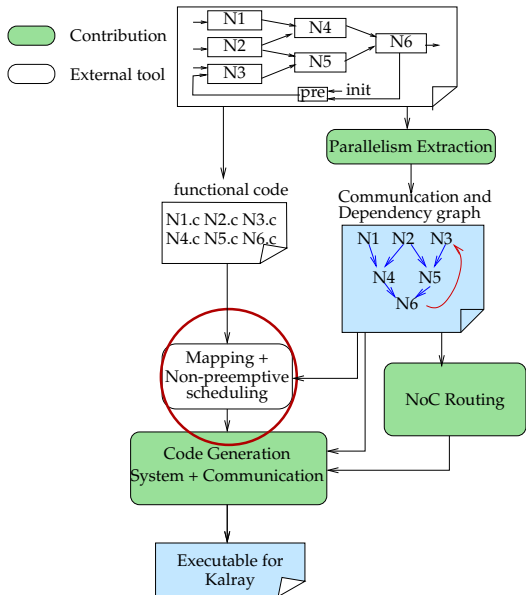 Contribution
External tool
N1
N2
N3
N4
N5
N6
pre
init
Parallelism Extraction
functional code
N1.c N2.c N3.c
N4.c N5.c N6.c
Communication and
Dependency graph
N1 N2 N3
N4 N5
N6
Mapping +
Non-preemptive
scheduling
NoC Routing
Code Generation
System + Communication
Executable for
Kalray